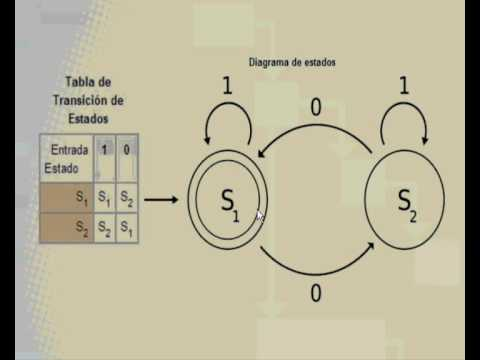 Diagrama de estados
Tabla de
Transición de
Estados
Entrada 1 0
Estado
S1 S1 S2
S2 S2 S1
1
1
0
S1
S2
0